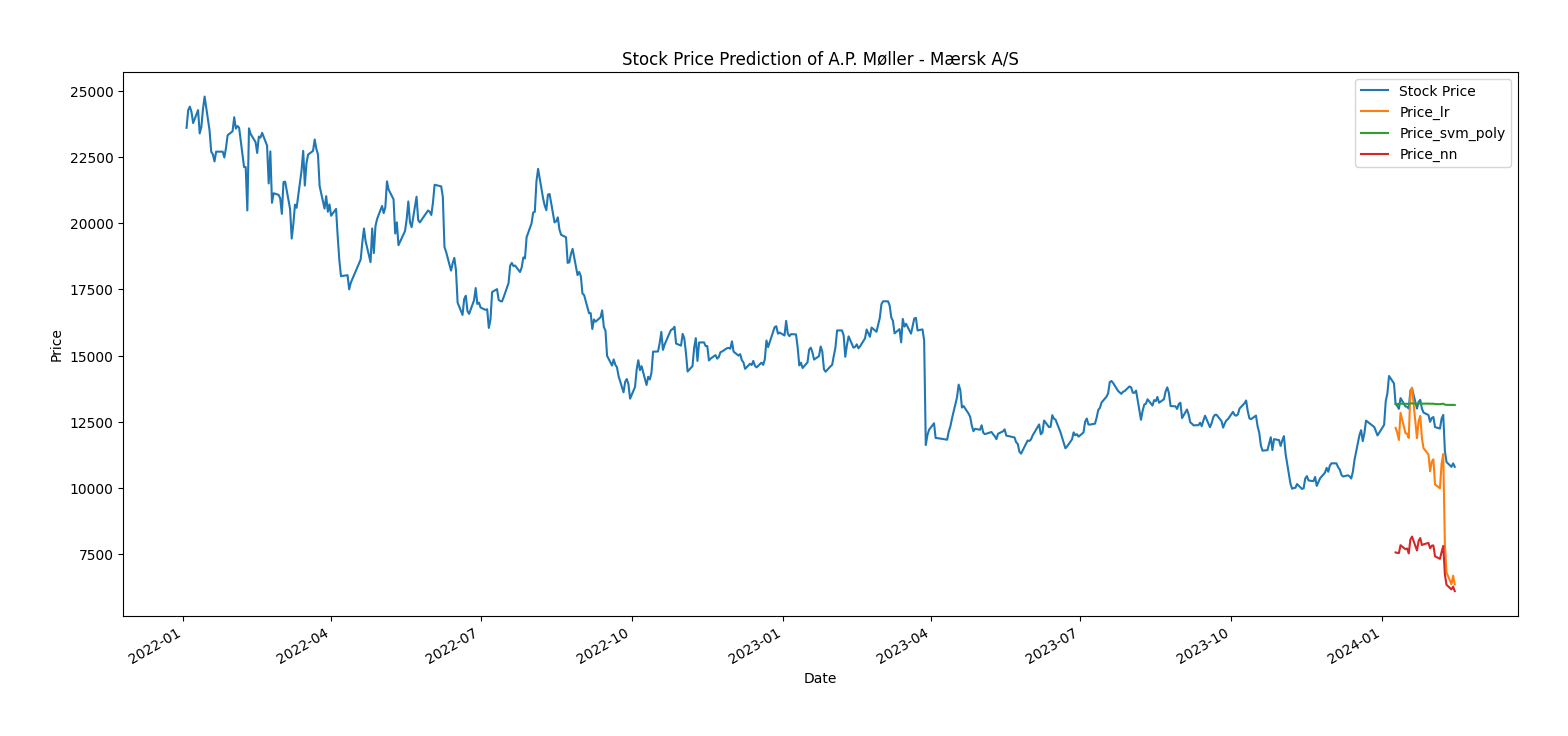 Stock Price Prediction of A.P. Møller - Mærsk A/S
Stock Price
Price_lr
Price_svm_poly
Price_nn
25000
22500
20000
17500
15000
12500
10000
7500
Price
2022-01
2022-04
2022-07
2022-10
2023-01
2023-04
2023-07
2023-10
2024-01
Date